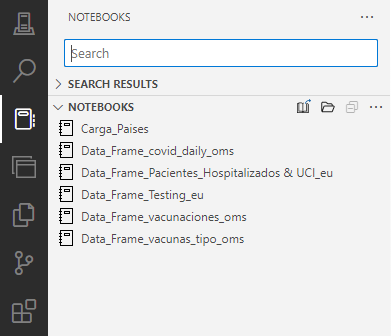 NOTEBOOKS
Search
SEARCH RESULTS
NOTEBOOKS
Carga_Paises
Data_Frame_covid_daily_oms
Data_Frame_Pacientes_Hospitalizados & UCI_eu
Data_Frame_Testing_eu
Data_Frame_vacunaciones_oms
Data_Frame_vacunas_tipo_oms